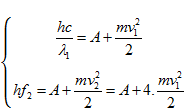 hc/λ₁ = A + mv₁²/2
hf₂ = A + mv₂²/2 = A + 4.mv₁²/2